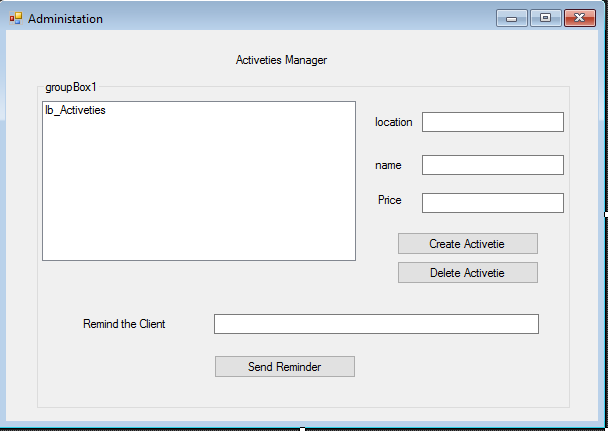 Administation
Activeties Manager
groupBox1
lb_Activeties
location
name
Price
Create Activetie
Delete Activetie
Remind the Client
Send Reminder